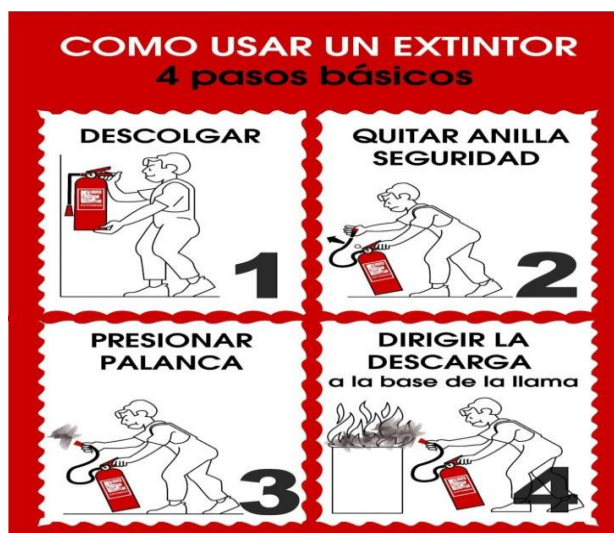 COMO USAR UN EXTINTOR
4 pasos básicos
DESCOLGAR
1
QUITAR ANILLA
SEGURIDAD
2
PRESIONAR
PALANCA
3
DIRIGIR LA
DESCARGA
a la base de la llama
4